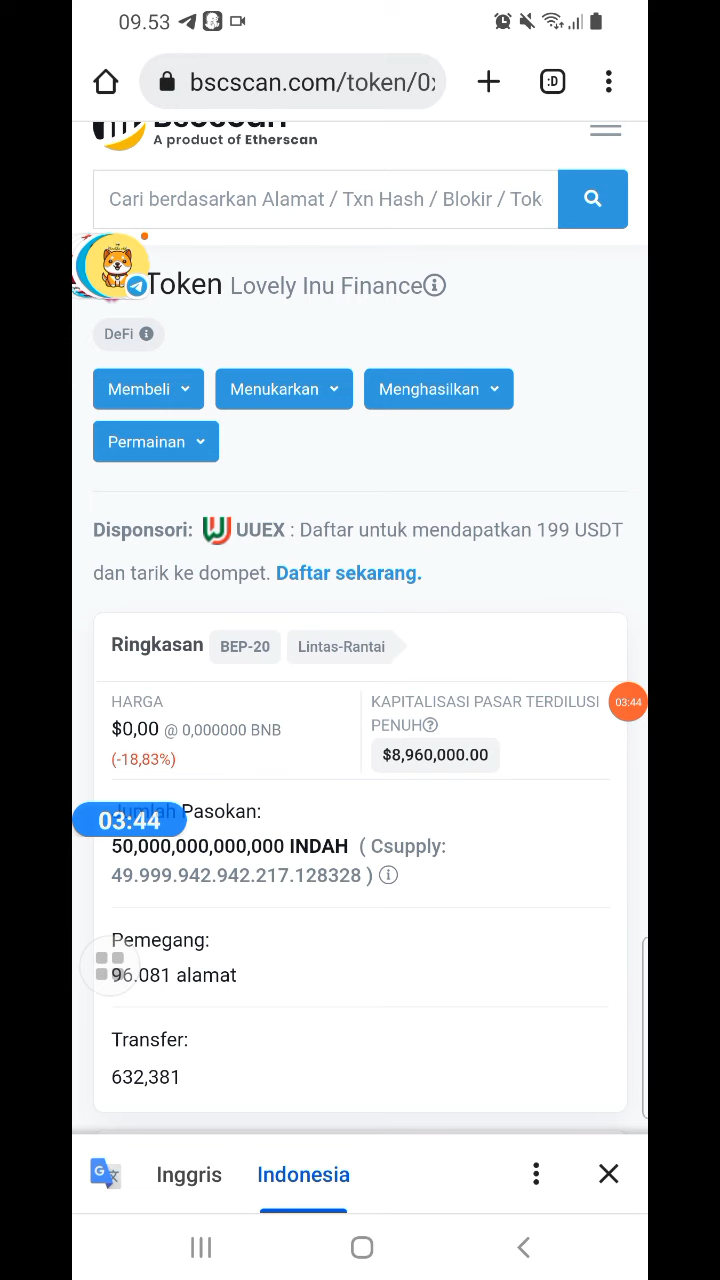 09.53
bscscan.com/token/0
A product of Etherscan
Cari berdasarkan Alamat / Txn Hash / Blokir / Tok
Token Lovely Inu Finance
DeFi
Membeli
Menukarkan
Menghasilkan
Permainan
Disponsori: UUEX : Daftar untuk mendapatkan 199 USDT
dan tarik ke dompet. Daftar sekarang.
Ringkasan BEP-20 Lintas-Rantai
HARGA
$0,00 @ 0,000000 BNB
(-18,83%)
KAPITALISASI PASAR TERDILUSI
PENUH
$8,960,000.00
03:44
Jumlah Pasokan:
03:44
50,000,000,000,000 INDAH ( Csupply:
49.999.942.942.217.128328 )
Pemegang:
96.081 alamat
Transfer:
632,381
Inggris Indonesia